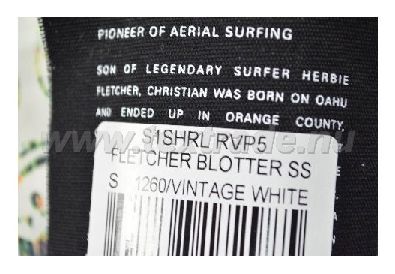 PIONEER OF AERIAL SURFING
SON OF LEGENDARY SURFER HERBIE
FLETCHER, CHRISTIAN WAS BORN ON OAHU
AND ENDED UP IN ORANGE COUNTY,
S1SHRL RVP5
FLETCHER BLOTTER SS
S 1260/VINTAGE WHITE